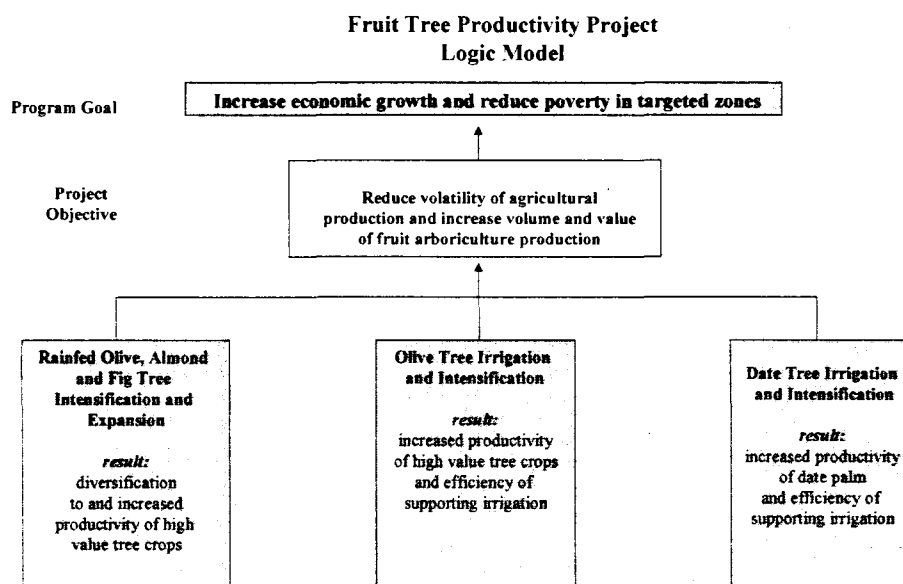 Fruit Tree Productivity Project
Logic Model
Program Goal
Increase economic growth and reduce poverty in targeted zones
Project
Objective
Reduce volatility of agricultural
production and increase volume and value
of fruit arboriculture production
Rainfed Olive, Almond
and Fig Tree
Intensification and
Expansion
result:
diversification
to and increased
productivity of high
value tree crops
Olive Tree Irrigation
and Intensification
result:
increased productivity
of high value tree crops
and efficiency of
supporting irrigation
Date Tree Irrigation
and Intensification
result:
increased productivity
of date palm
and efficiency of
supporting irrigation